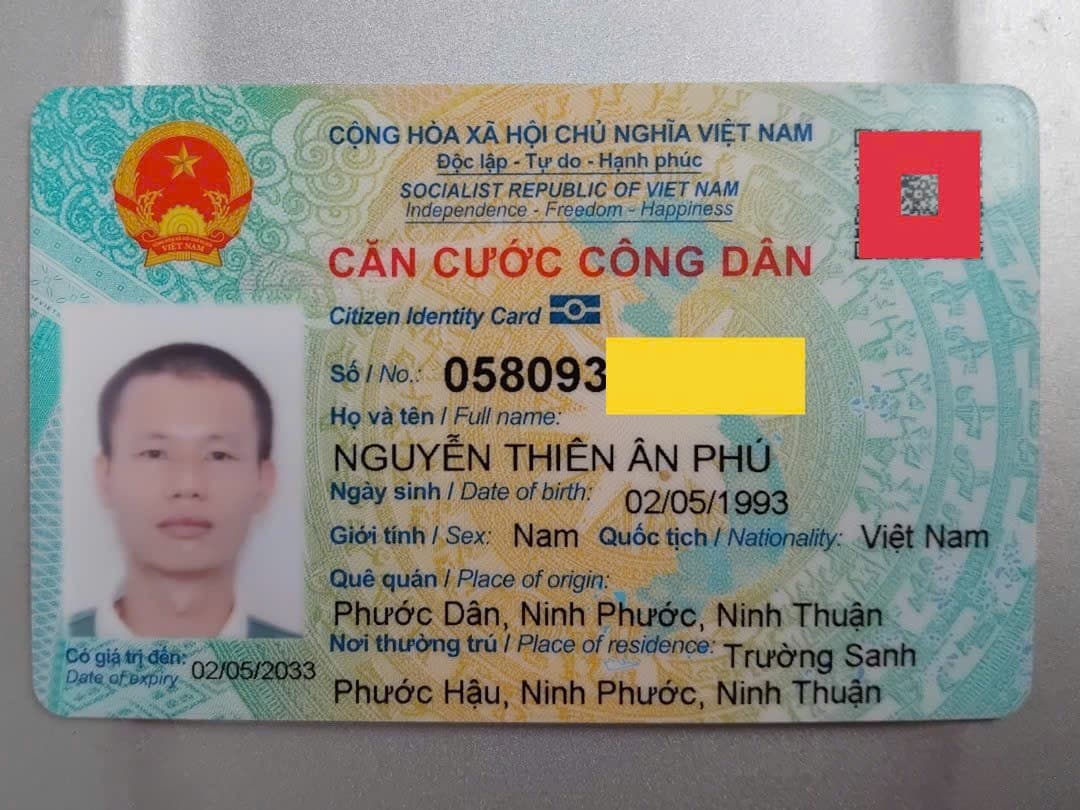 CỘNG HÒA XÃ HỘI CHỦ NGHĨA VIỆT NAM
Độc lập - Tự do - Hạnh phúc
SOCIALIST REPUBLIC OF VIET NAM
Independence - Freedom - Happiness
CĂN CƯỚC CÔNG DÂN
Citizen Identity Card
VIỆT NAM
Số / No.: 058093
Họ và tên / Full name:
NGUYỄN THIÊN ÂN PHÚ
Ngày sinh / Date of birth: 02/05/1993
Giới tính / Sex: Nam Quốc tịch / Nationality: Việt Nam
Quê quán / Place of origin:
Phước Dân, Ninh Phước, Ninh Thuận
Nơi thường trú / Place of residence: Trường Sanh
Phước Hậu, Ninh Phước, Ninh Thuận
Có giá trị đến: 02/05/2033
Date of expiry